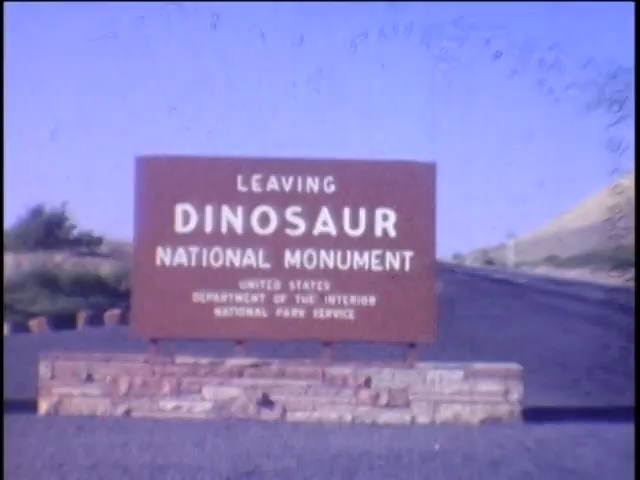 LEAVING
DINOSAUR
NATIONAL MONUMENT
UNITED STATES
DEPARTMENT OF THE INTERIOR
NATIONAL PARK SERVICE